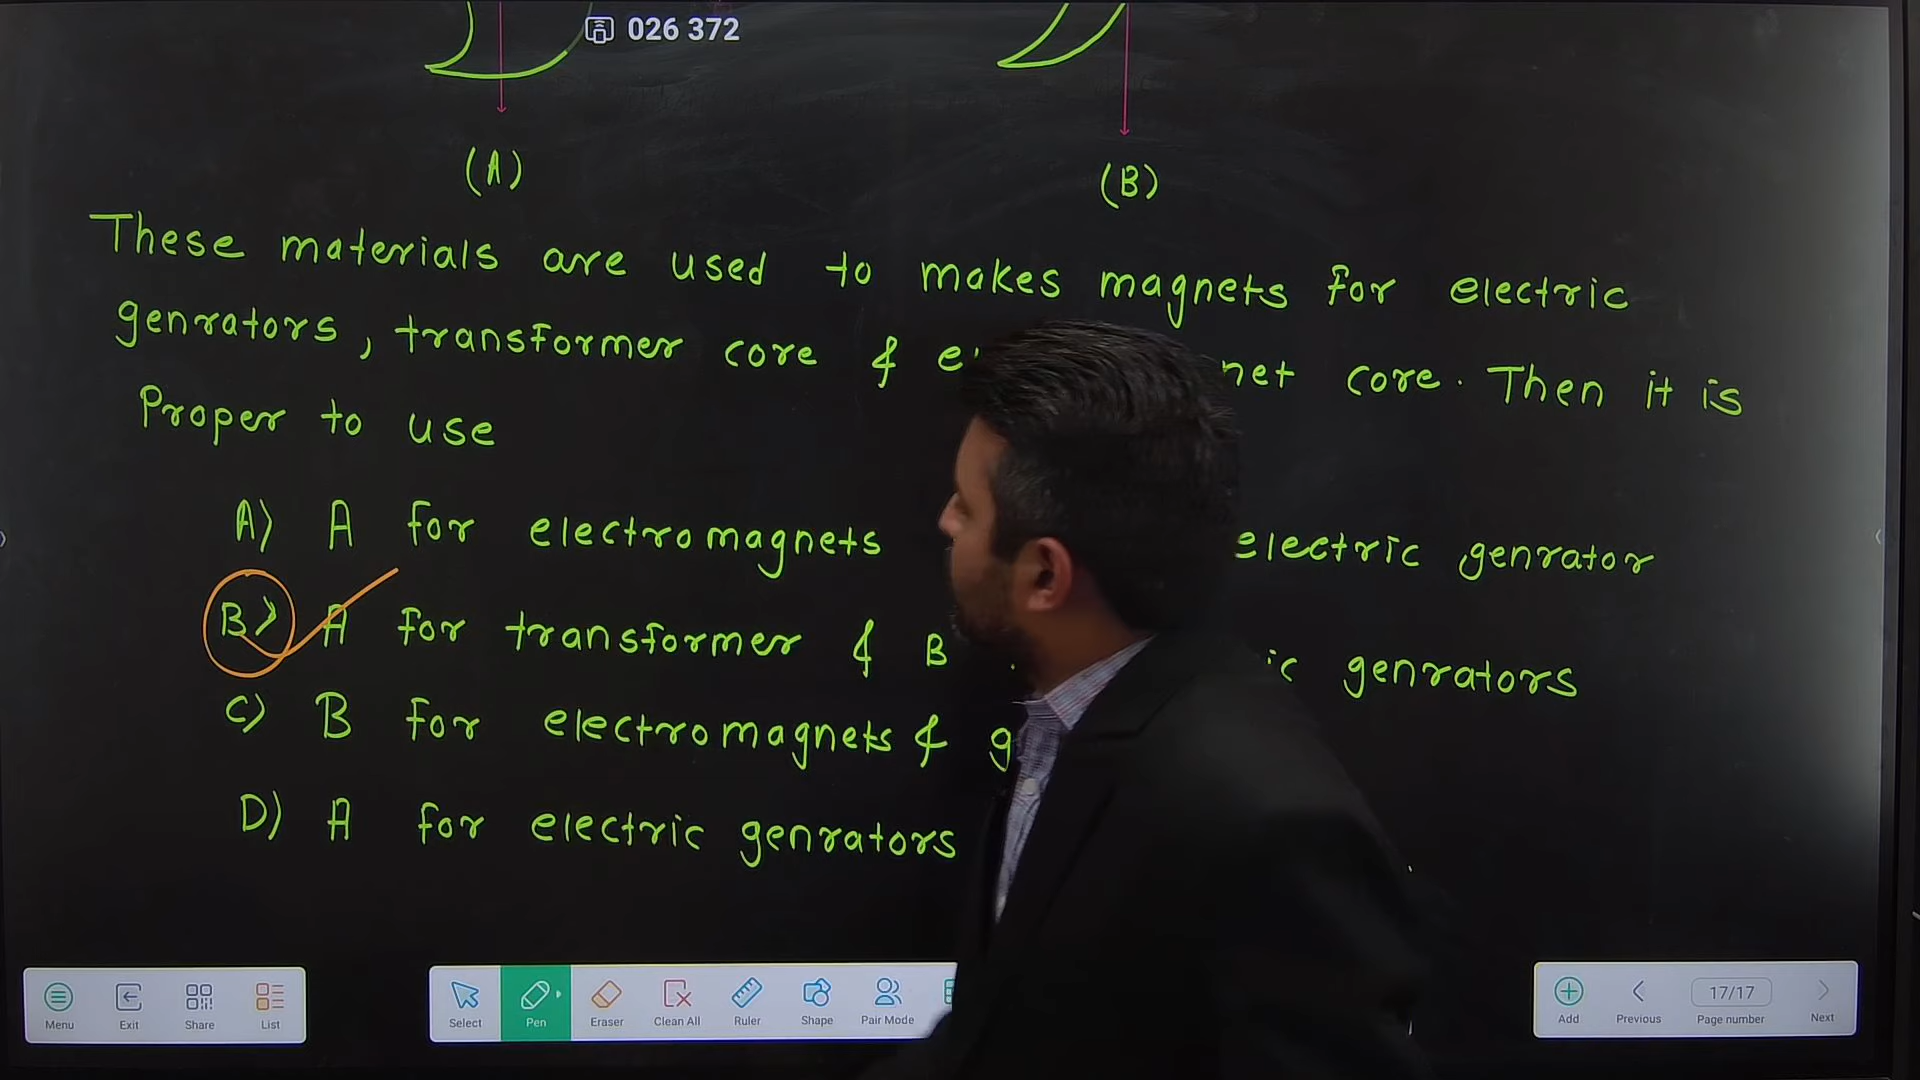 026 372
(A) (B)
These materials are used to makes magnets for electric
genrators, transformer core & net core. Then it is
Proper to use
A) A for electromagnets electric genrator
B) A for transformer & B ic genrators
C) B for electromagnets & g
D) A for electric genrators
Menu Exit Share List Select Pen Eraser Clean All Ruler Shape Pair Mode Add Previous 17/17 Page number Next